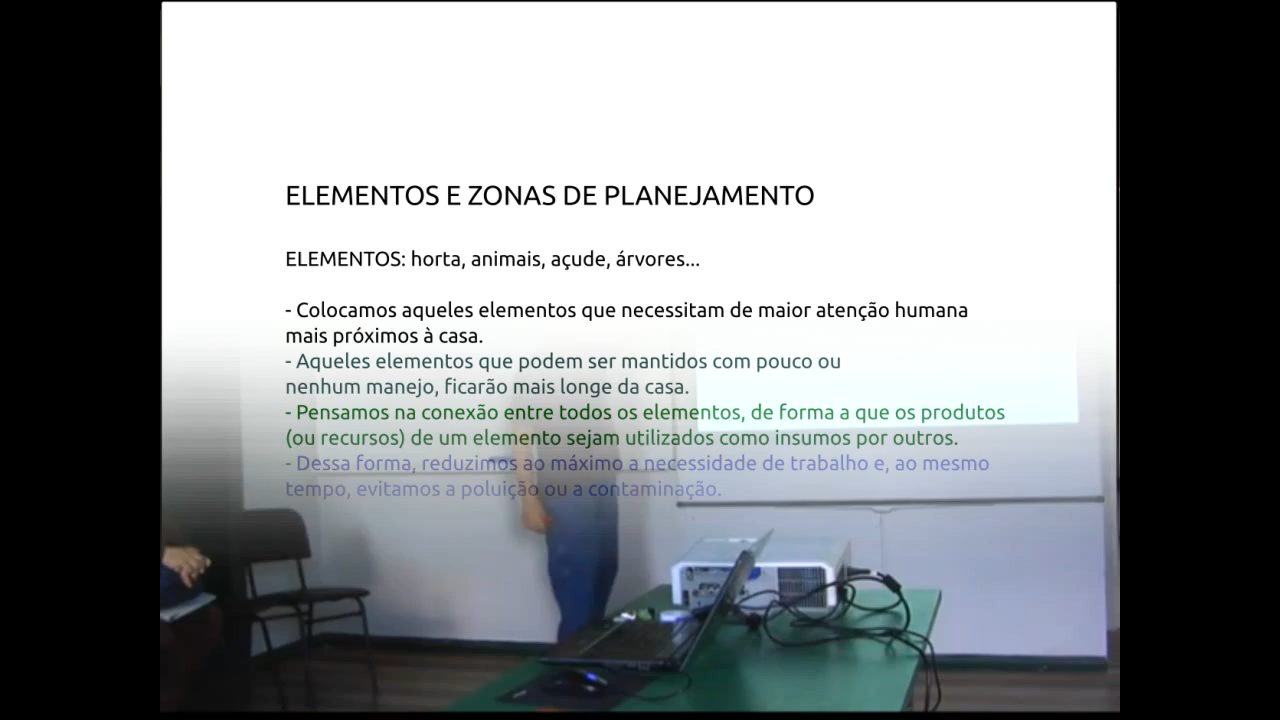 ELEMENTOS E ZONAS DE PLANEJAMENTO
ELEMENTOS: horta, animais, açude, árvores...
- Colocamos aqueles elementos que necessitam de maior atenção humana
mais próximos à casa.
- Aqueles elementos que podem ser mantidos com pouco ou
nenhum manejo, ficarão mais longe da casa.
- Pensamos na conexão entre todos os elementos, de forma a que os produtos
(ou recursos) de um elemento sejam utilizados como insumos por outros.
- Dessa forma, reduzimos ao máximo a necessidade de trabalho e, ao mesmo
tempo, evitamos a poluição ou a contaminação.